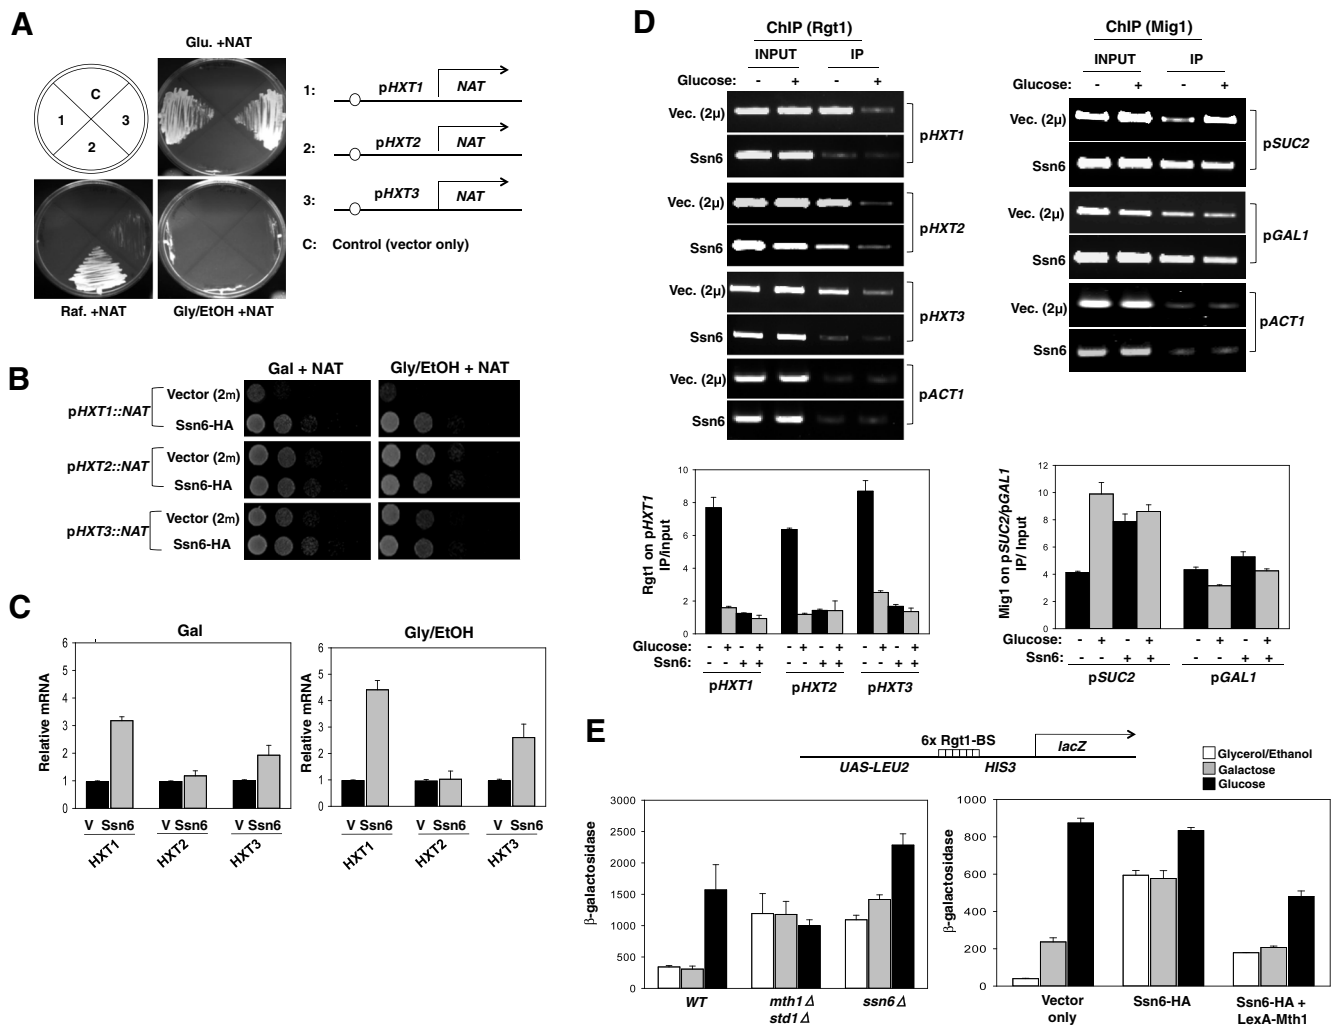 A
Glu. +NAT
C
1
3
2
Raf. +NAT
Gly/EtOH +NAT
1: pHXT1 NAT
2: pHXT2 NAT
3: pHXT3 NAT
C: Control (vector only)
B
Gal + NAT Gly/EtOH + NAT
pHXT1::NAT
Vector (2m)
Ssn6-HA
pHXT2::NAT
Vector (2m)
Ssn6-HA
pHXT3::NAT
Vector (2m)
Ssn6-HA
C
Gal
Relative mRNA
6
5
4
3
2
1
0
V Ssn6 V Ssn6 V Ssn6
HXT1 HXT2 HXT3
Gly/EtOH
Relative mRNA
6
5
4
3
2
1
0
V Ssn6 V Ssn6 V Ssn6
HXT1 HXT2 HXT3
D
ChIP (Rgt1)
INPUT IP
Glucose: - + - +
Vec. (2µ)
Ssn6
pHXT1
Vec. (2µ)
Ssn6
pHXT2
Vec. (2µ)
Ssn6
pHXT3
Vec. (2µ)
Ssn6
pACT1
ChIP (Mig1)
INPUT IP
Glucose: - + - +
Vec. (2µ)
Ssn6
pSUC2
Vec. (2µ)
Ssn6
pGAL1
Vec. (2µ)
Ssn6
pACT1
Rgt1 on pHXT1
IP/input
10
8
6
4
2
0
Glucose: - + - + - + - + - + - +
Ssn6: - - + + - - + + - - + +
pHXT1 pHXT2 pHXT3
Mig1 on pSUC2/pGAL1
IP/ Input
12
10
8
6
4
2
0
Glucose: - + - + - + - +
Ssn6: - - + + - - + +
pSUC2 pGAL1
E
6x Rgt1-BS
lacZ
UAS-LEU2 HIS3
Glycerol/Ethanol
Galactose
Glucose
β-galactosidase
3000
2500
2000
1500
1000
500
0
WT mth1Δ std1Δ ssn6Δ
β-galactosidase
1000
800
600
400
200
0
Vector only
Ssn6-HA
Ssn6-HA +
LexA-Mth1